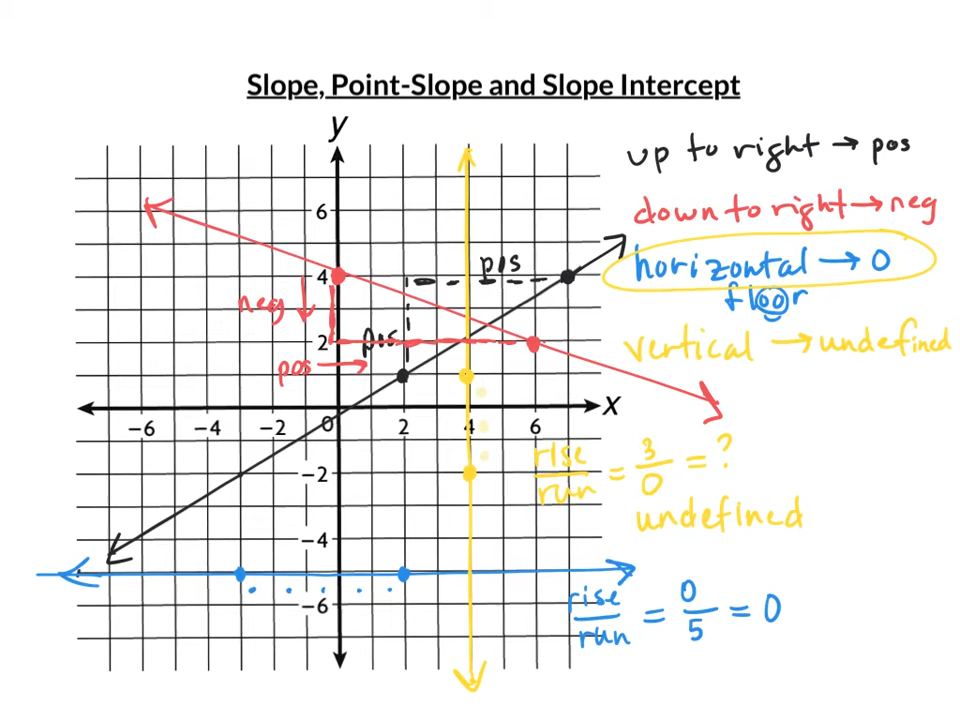 Slope, Point-Slope and Slope Intercept
y
up to right → pos
down to right → neg
6
horizontal → 0
floor
pos
4
neg
vertical → undefined
2
pos
pos
x
-6 -4 -2 0 2 4 6
rise/run = 3/0 = ?
undefined
-2
-4
-6
rise/run = 0/5 = 0